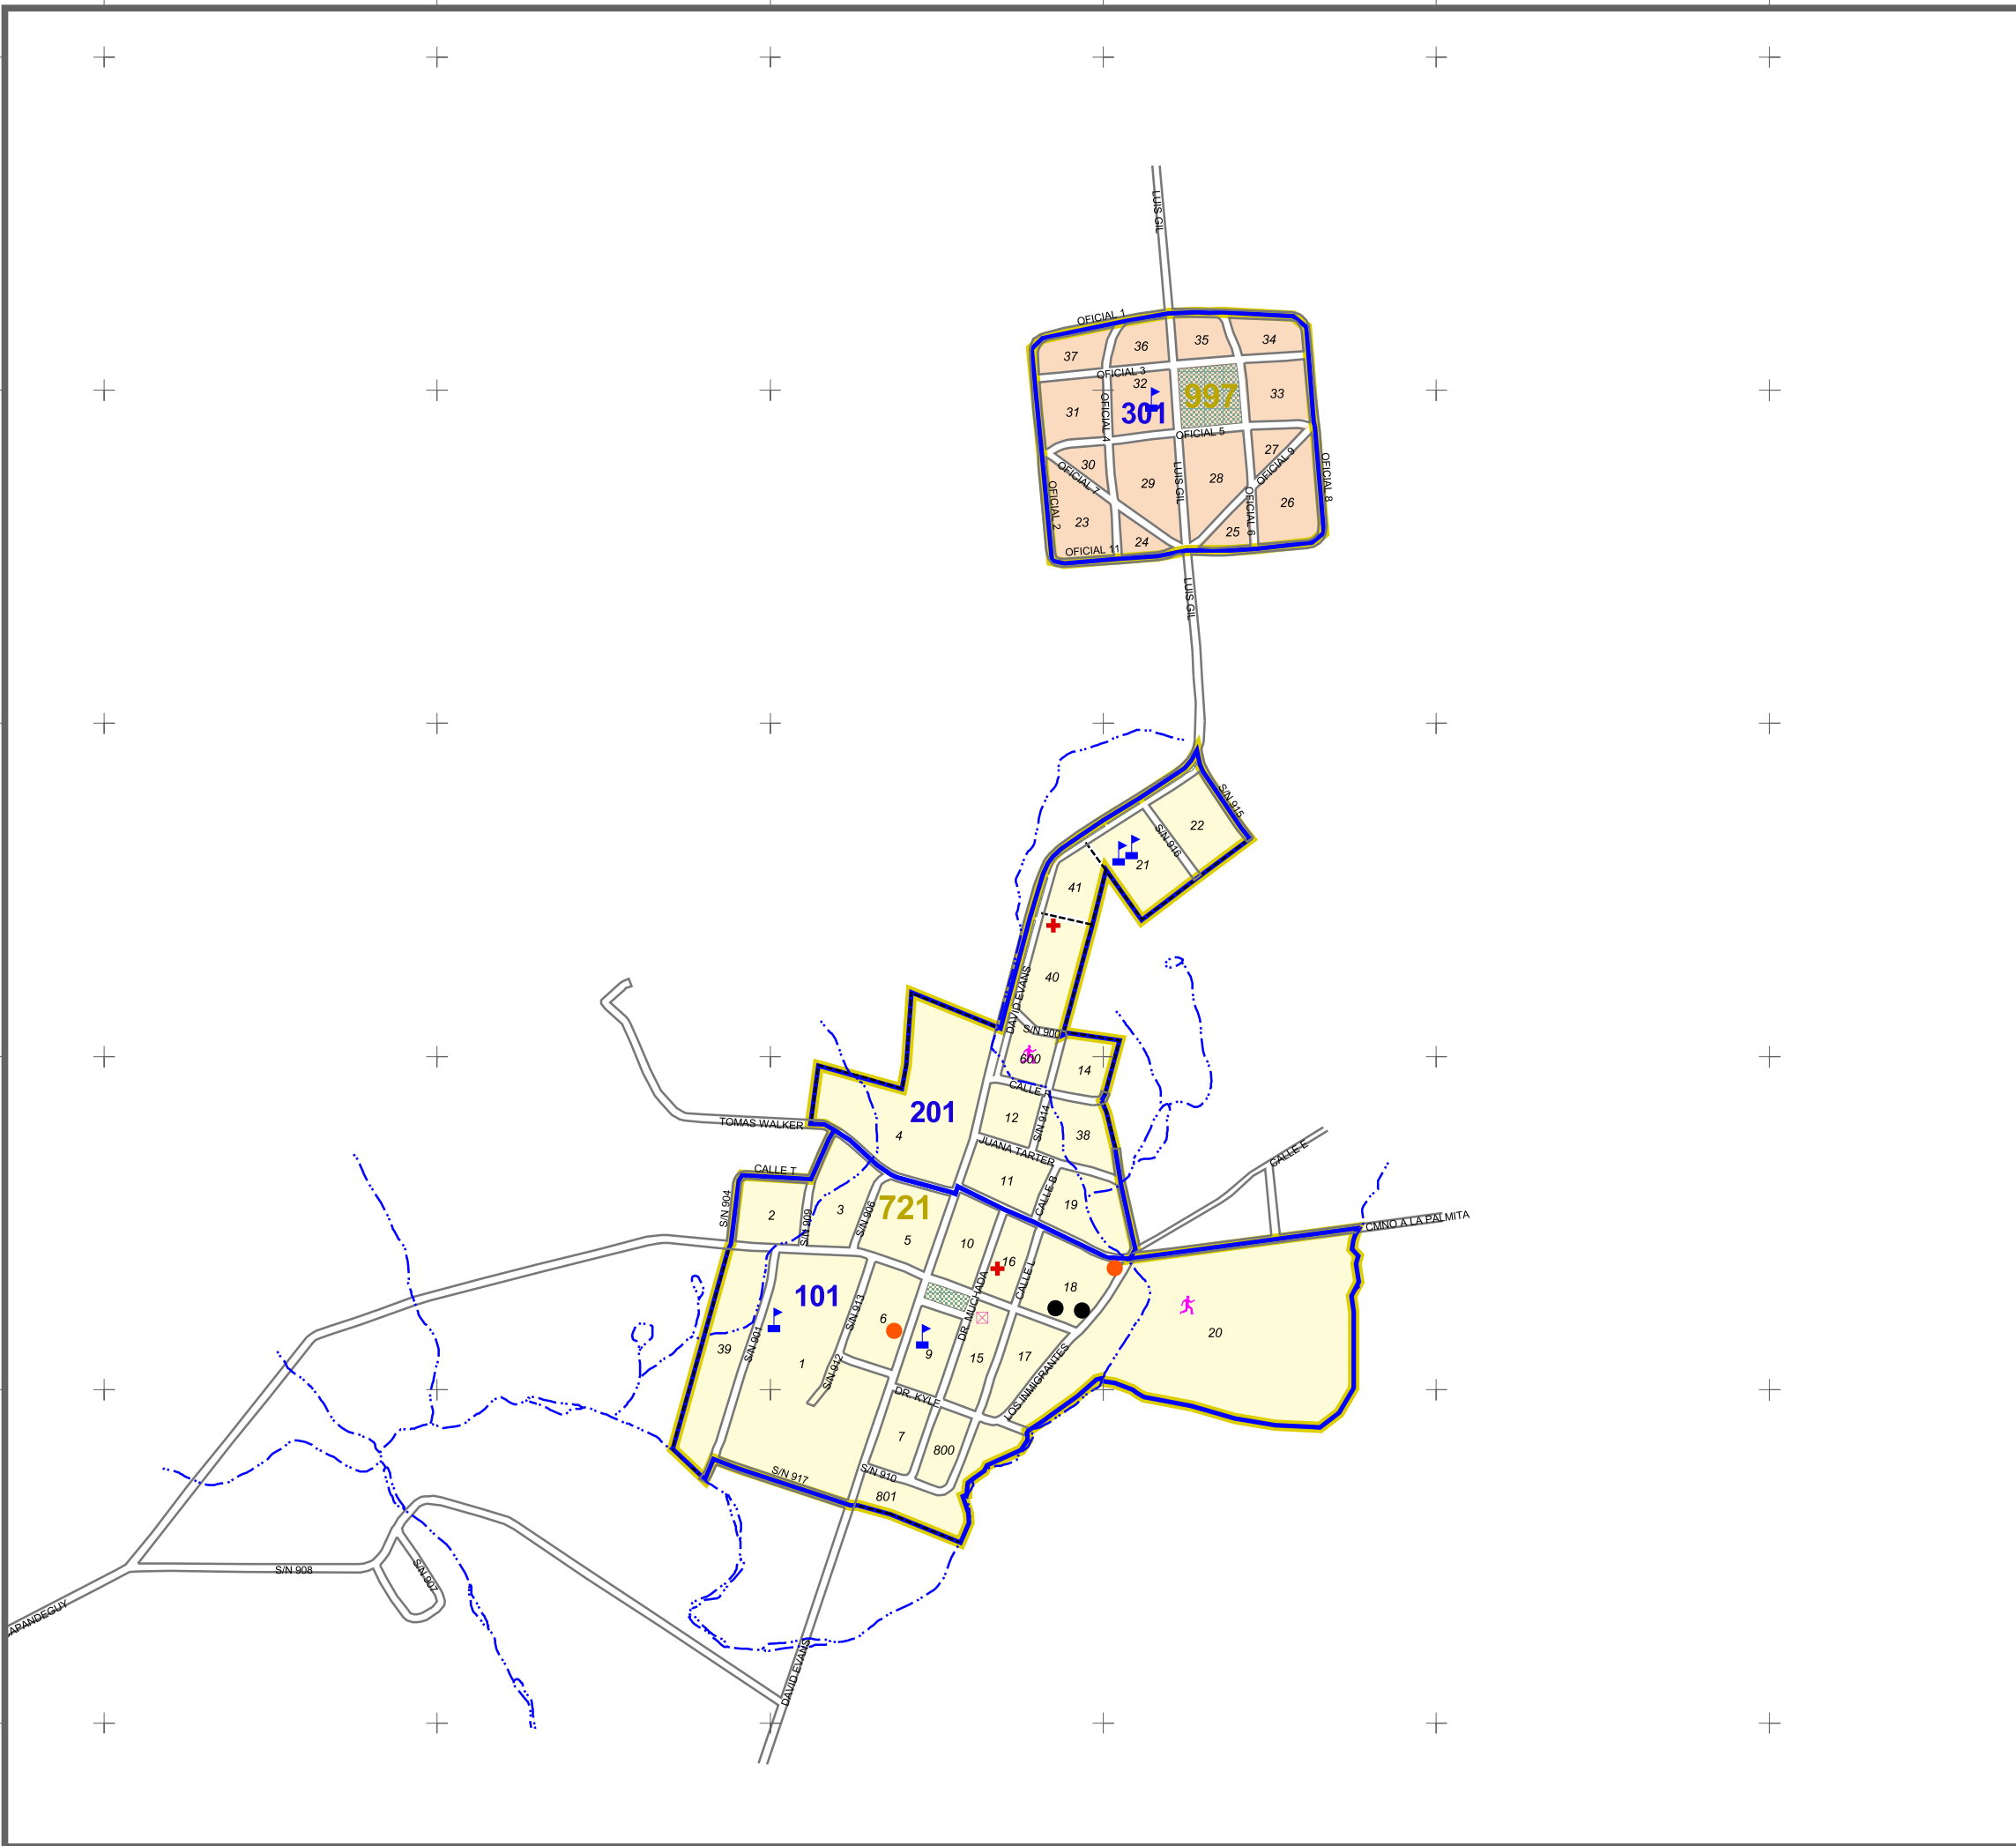 LUIS GIL
OFICIAL 1
37
36
35
34
OFICIAL 3
32
31
301
997
33
OFICIAL 4
OFICIAL 5
30
27
OFICIAL 7
OFICIAL 9
LUIS GIL
OFICIAL 8
29
28
26
OFICIAL 2
OFICIAL 6
23
24
25
OFICIAL 11
LUIS GIL
S/N 915
22
S/N 916
21
41
40
DAVID EVANS
S/N 900
600
14
CALLE F
12
S/N 914
38
201
TOMAS WALKER
4
JUANA TARTER
CALLE E
CALLE T
11
CALLE B
19
S/N 904
2
S/N 909
3
S/N 906
721
5
10
CMNO A LA PALMITA
16
CALLE L
18
101
DR. MUCHADA
S/N 913
6
20
S/N 901
39
1
S/N 912
9
15
17
LOS INMIGRANTES
DR. KYLE
7
800
S/N 917
S/N 910
801
S/N 908
S/N 907
APANDEGUY
DAVID EVANS